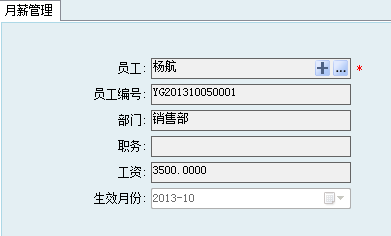 月薪管理
员工: 杨航 *
员工编号: YG201310050001
部门: 销售部
职务:
工资: 3500.0000
生效月份: 2013-10